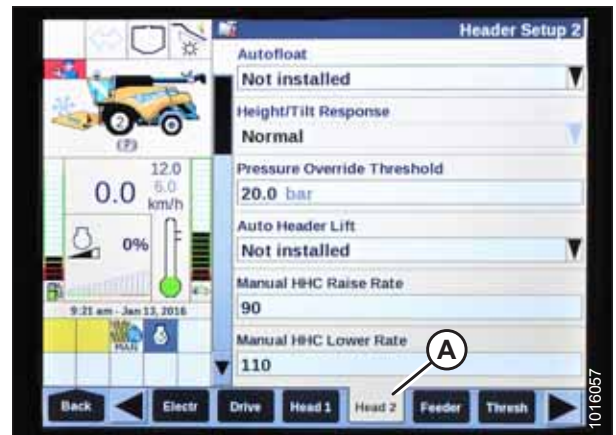 Header Setup 2
Autofloat
Not installed
Height/Tilt Response
Normal
Pressure Override Threshold
20.0 bar
Auto Header Lift
Not installed
Manual HHC Raise Rate
90
Manual HHC Lower Rate
110
2
(P)
12.0
0.0 6.0
km/h
0%
9:21 am - Jan 13, 2016
MAN
A
Back Electr Drive Head 1 Head 2 Feeder Thresh
1016057